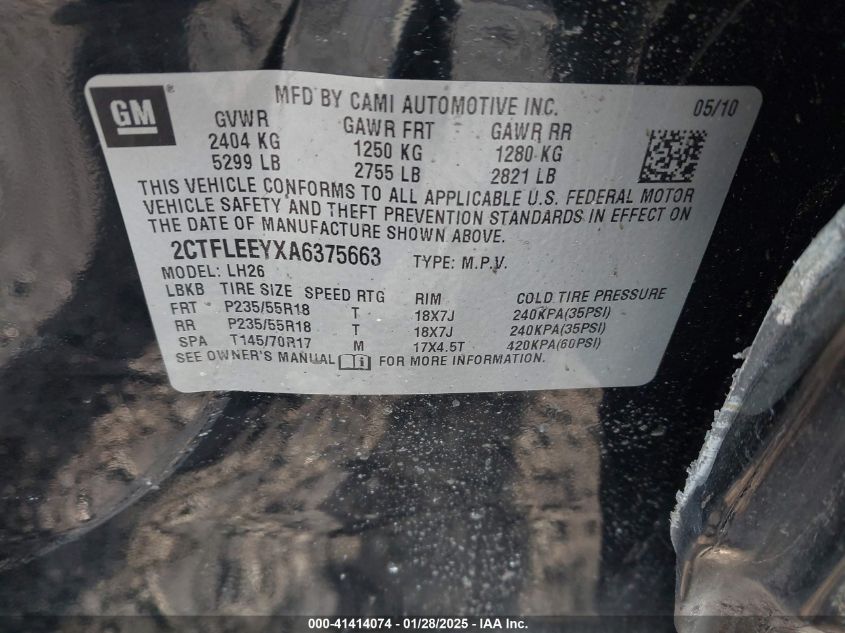 GM ®
MFD BY CAMI AUTOMOTIVE INC. 05/10
GVWR GAWR FRT GAWR RR
2404 KG 1250 KG 1280 KG
5299 LB 2755 LB 2821 LB
THIS VEHICLE CONFORMS TO ALL APPLICABLE U.S. FEDERAL MOTOR
VEHICLE SAFETY AND THEFT PREVENTION STANDARDS IN EFFECT ON
THE DATE OF MANUFACTURE SHOWN ABOVE.
2CTFLEEYXA6375663 TYPE: M.P.V.
MODEL: LH26
LBKB TIRE SIZE SPEED RTG RIM COLD TIRE PRESSURE
FRT P235/55R18 T 18X7J 240KPA(35PSI)
RR P235/55R18 T 18X7J 240KPA(35PSI)
SPA T145/70R17 M 17X4.5T 420KPA(60PSI)
SEE OWNER'S MANUAL FOR MORE INFORMATION.
000-41414074 - 01/28/2025 - IAA Inc.